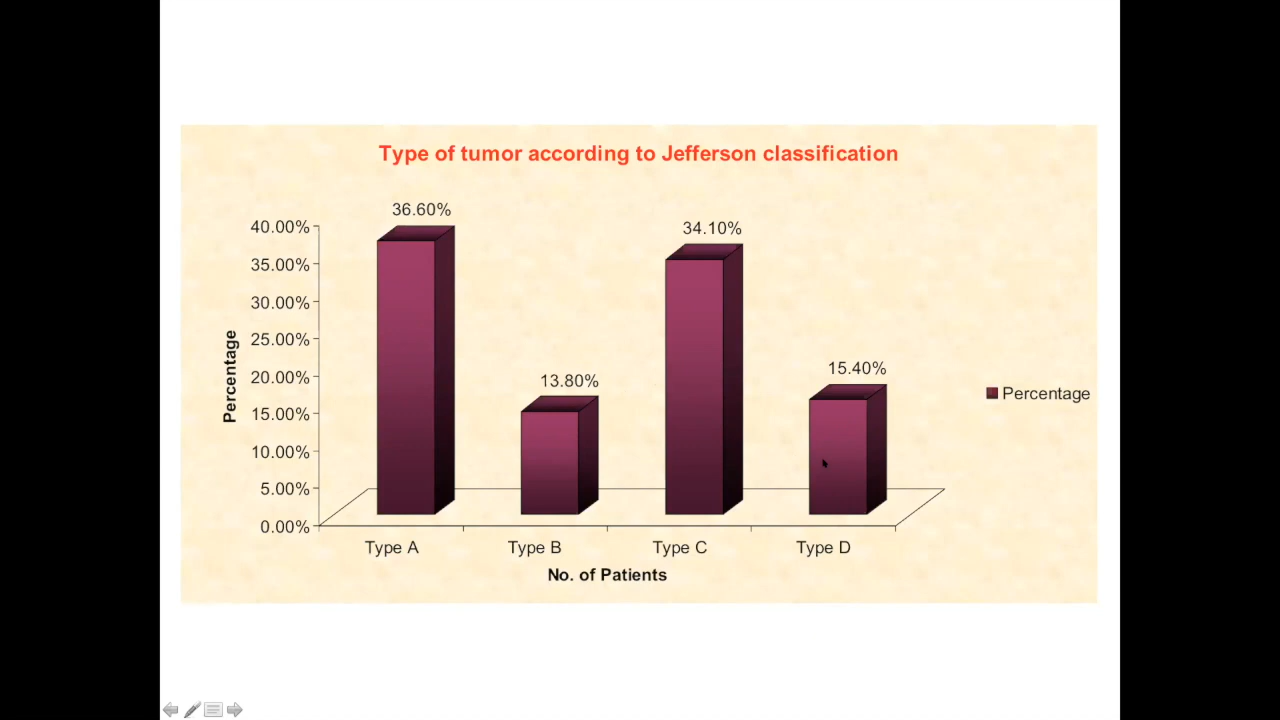 Type of tumor according to Jefferson classification
36.60%
34.10%
40.00%
35.00%
30.00%
25.00%
20.00%
15.00%
10.00%
5.00%
0.00%
15.40%
13.80%
Percentage
Percentage
Type A
Type B
Type C
Type D
No. of Patients